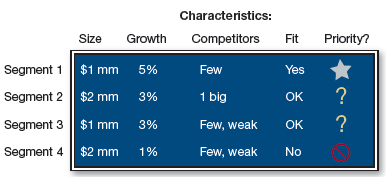 Characteristics:
Size Growth Competitors Fit Priority?
Segment 1 $1 mm 5% Few Yes
Segment 2 $2 mm 3% 1 big OK ?
Segment 3 $1 mm 3% Few, weak OK ?
Segment 4 $2 mm 1% Few, weak No